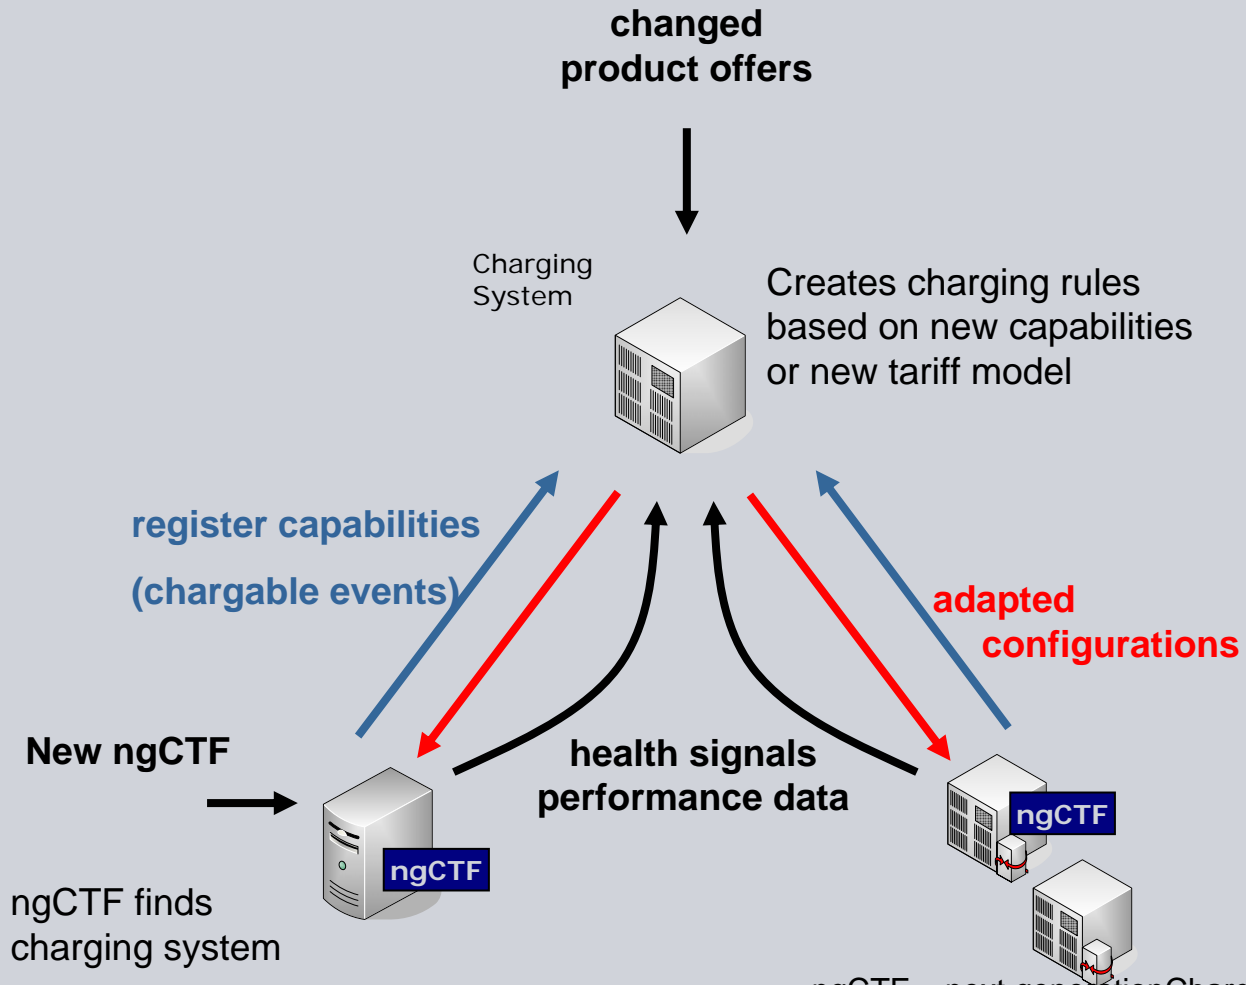 changed
product offers
Charging
System
Creates charging rules
based on new capabilities
or new tariff model
register capabilities
(chargable events)
adapted
configurations
New ngCTF
health signals
performance data
ngCTF
ngCTF
ngCTF finds
charging system